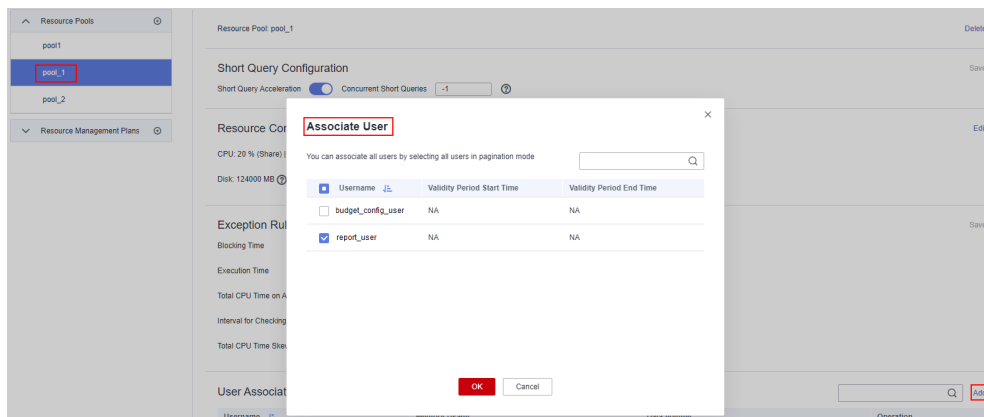 Resource Pools
pool1
pool_1
pool_2
Resource Management Plans
Resource Pool: pool_1
Delete
Short Query Configuration
Save
Short Query Acceleration Concurrent Short Queries -1
Resource Con
Edi
CPU: 20 % (Share) |
Disk: 124000 MB
Exception Rul
Save
Blocking Time
Execution Time
Total CPU Time on A
Interval for Checking
Total CPU Time Skew
User Associat
Add
Username
Operation
Associate User
You can associate all users by selecting all users in pagination mode
Username Validity Period Start Time Validity Period End Time
budget_config_user NA NA
report_user NA NA
OK Cancel